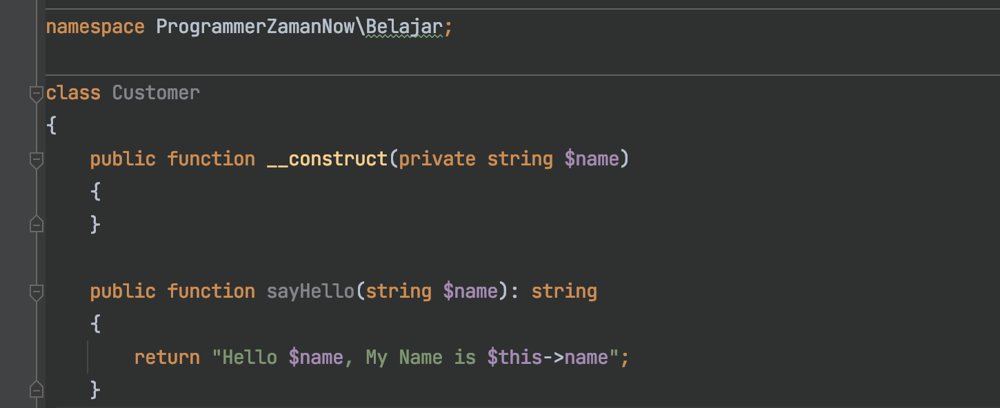 namespace ProgrammerZamanNow\Belajar;
class Customer
{
public function __construct(private string $name)
{
}
public function sayHello(string $name): string
{
return "Hello $name, My Name is $this->name";
}